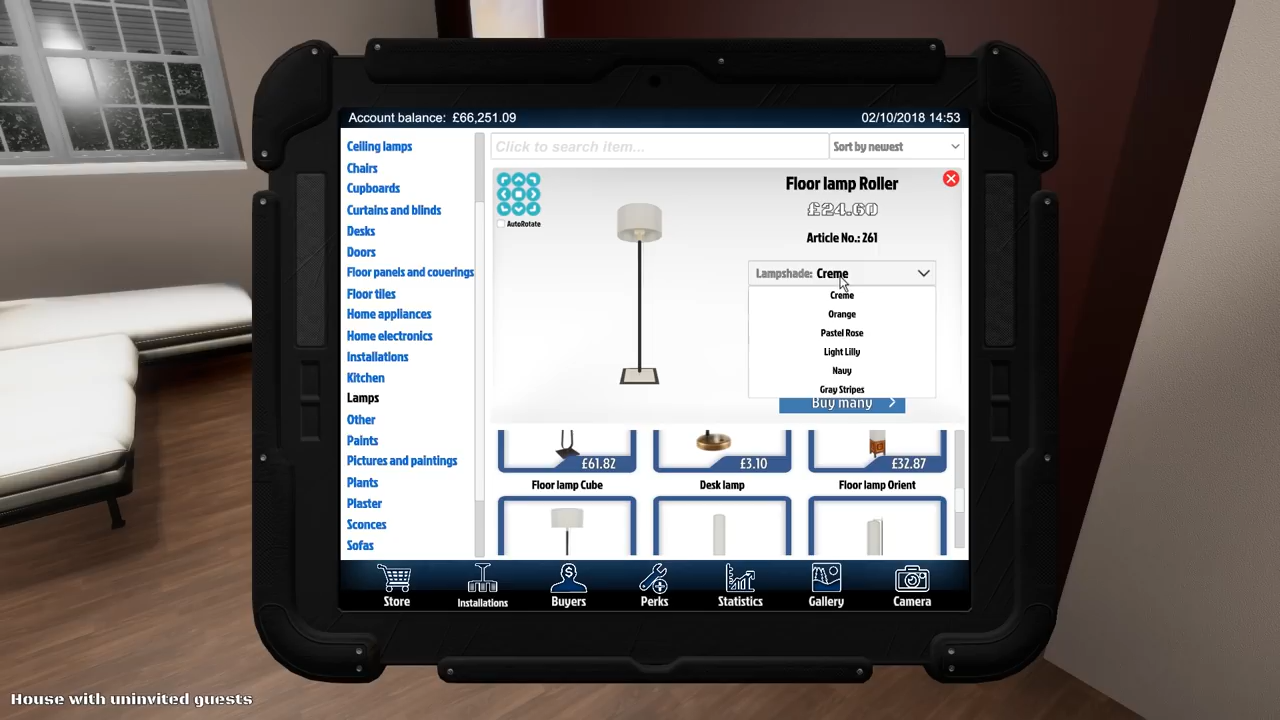 Account balance: £66,251.09
02/10/2018 14:53
Ceiling lamps
Chairs
Cupboards
Curtains and blinds
Desks
Doors
Floor panels and coverings
Floor tiles
Home appliances
Home electronics
Installations
Kitchen
Lamps
Other
Paints
Pictures and paintings
Plants
Plaster
Sconces
Sofas
Click to search item...
Sort by newest
AutoRotate
Floor lamp Roller
£24.60
Article No.: 261
Lampshade: Creme
Creme
Orange
Pastel Rose
Light Lilly
Navy
Gray Stripes
Buy many
£61.82
£3.10
£32.87
Floor lamp Cube
Desk lamp
Floor lamp Orient
Store
Installations
Buyers
Perks
Statistics
Gallery
Camera
House with uninvited guests